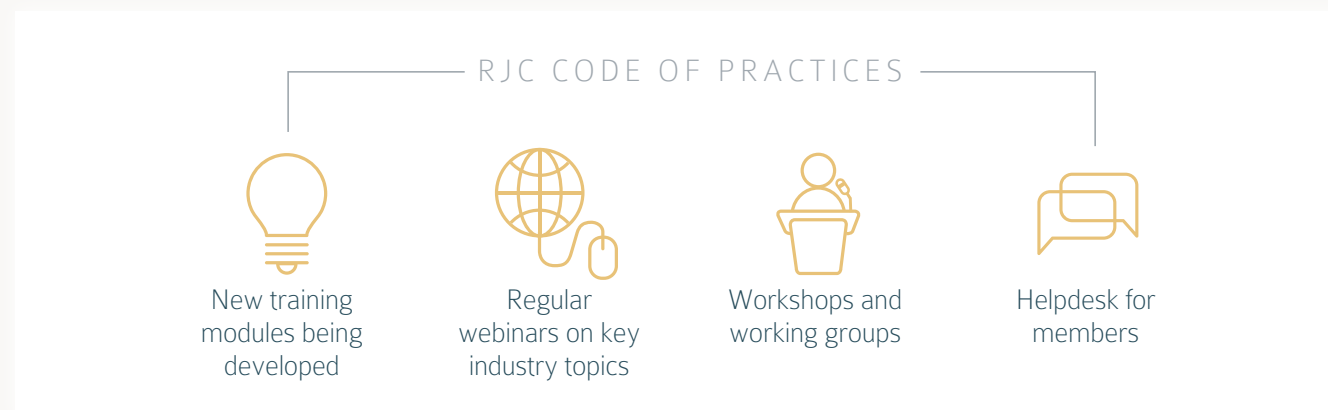 RJC CODE OF PRACTICES
New training
modules being
developed
Regular
webinars on key
industry topics
Workshops and
working groups
Helpdesk for
members